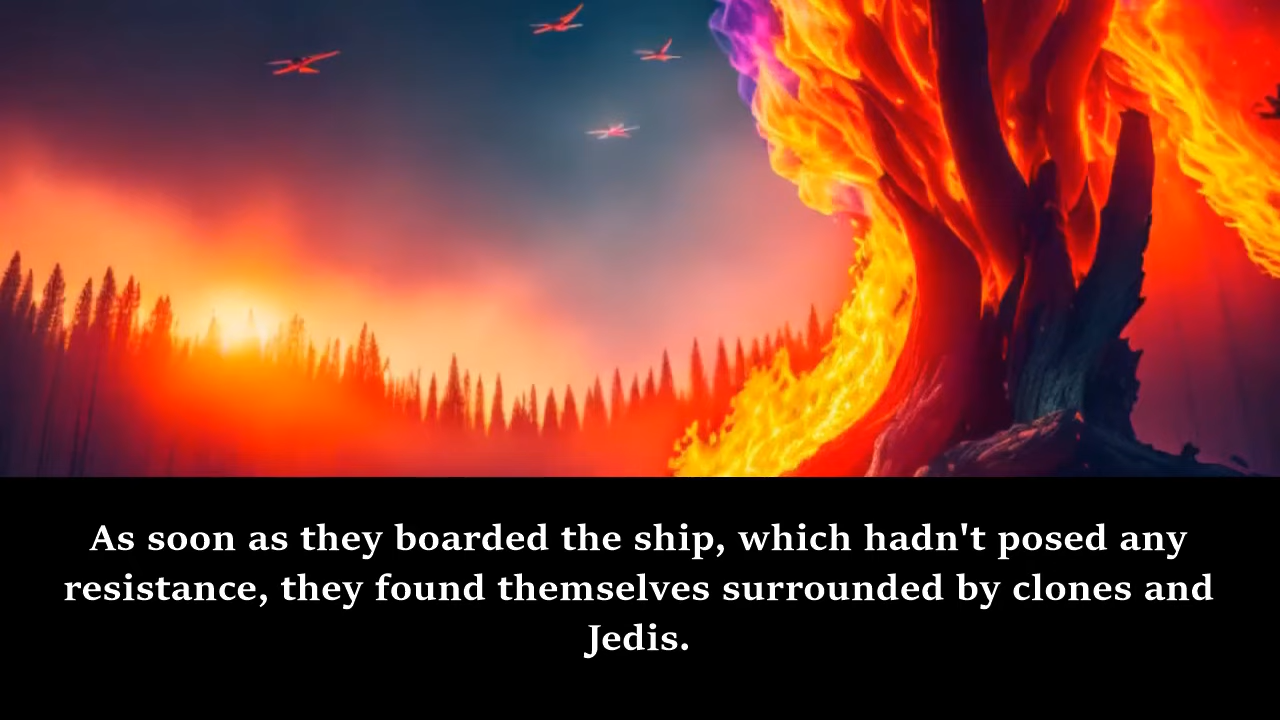 As soon as they boarded the ship, which hadn't posed any
resistance, they found themselves surrounded by clones and
Jedis.